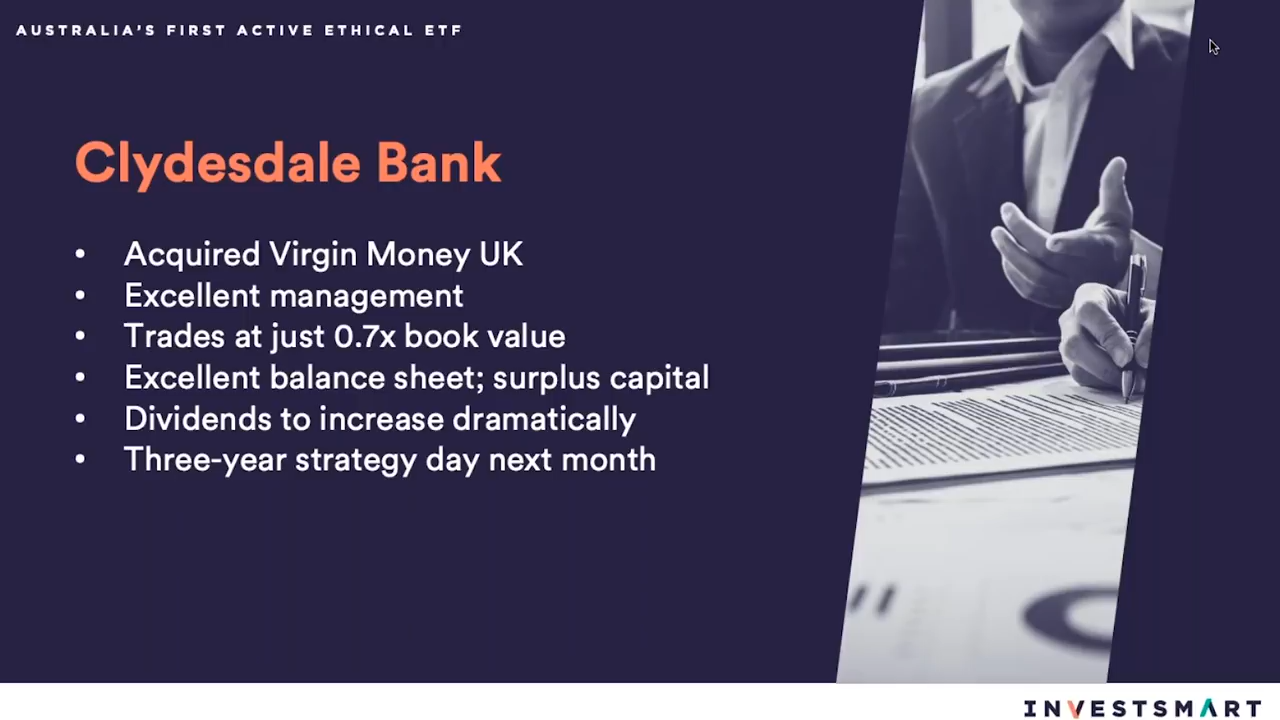 AUSTRALIA'S FIRST ACTIVE ETHICAL ETF
Clydesdale Bank
• Acquired Virgin Money UK
• Excellent management
• Trades at just 0.7x book value
• Excellent balance sheet; surplus capital
• Dividends to increase dramatically
• Three-year strategy day next month
INVESTSMART